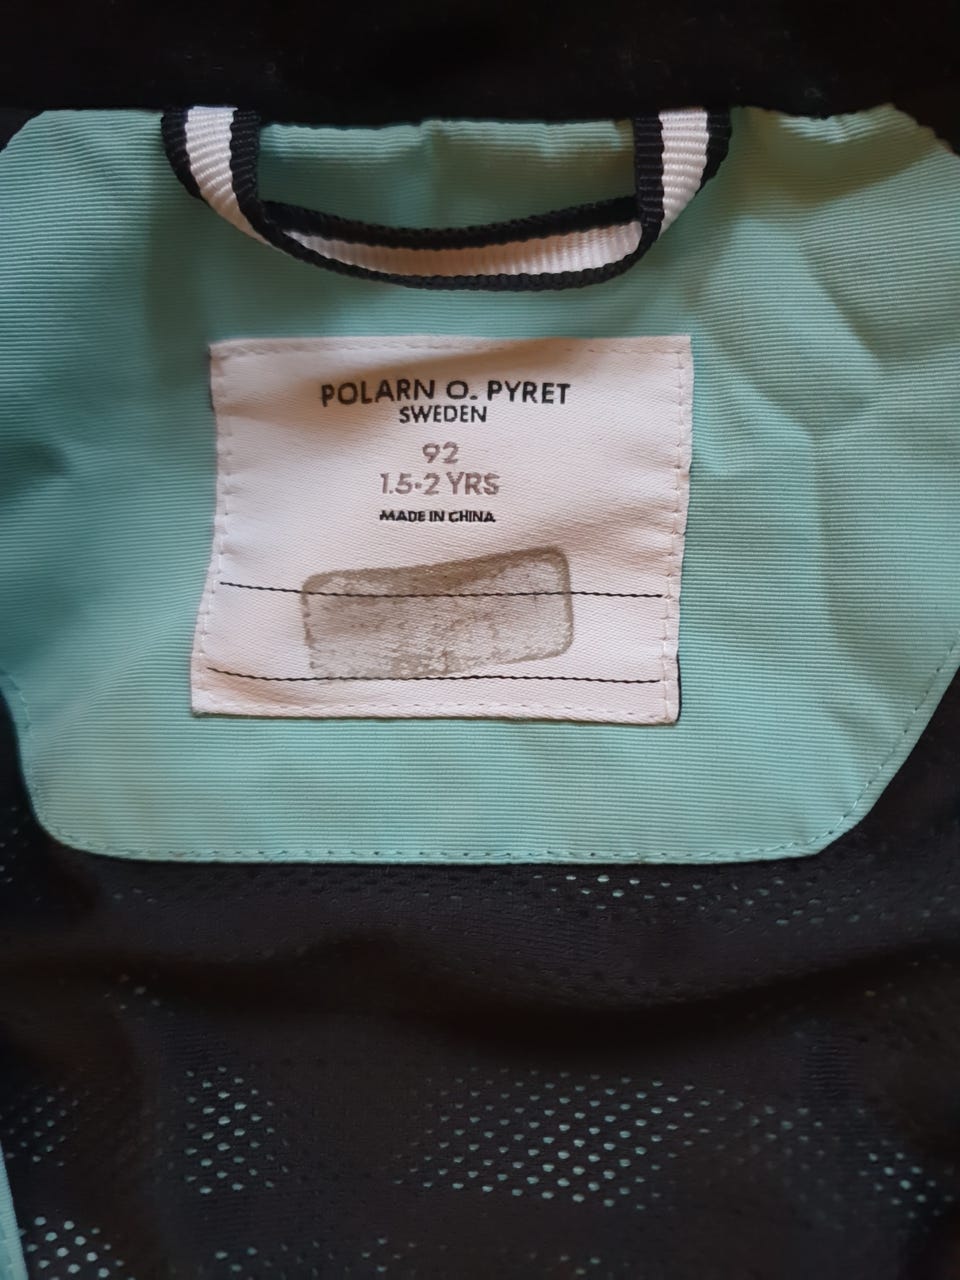 POLARN O. PYRET
SWEDEN
92
1.5-2 YRS
MADE IN CHINA